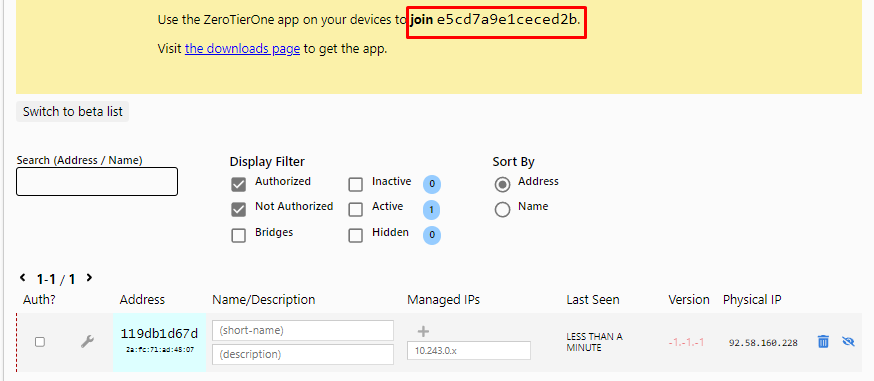 Use the ZeroTierOne app on your devices to join e5cd7a9e1ceced2b.
Visit the downloads page to get the app.
Switch to beta list
Search (Address / Name)
Display Filter
Sort By
Authorized
Inactive
0
Address
Not Authorized
Active
1
Name
Bridges
Hidden
0
1-1 / 1
Auth?
Address
Name/Description
Managed IPs
Last Seen
Version
Physical IP
119db1d67d
2a:fc:71:ad:48:07
(short-name)
(description)
+
10.243.0.x
LESS THAN A
MINUTE
-1.-1.-1
92.58.160.228